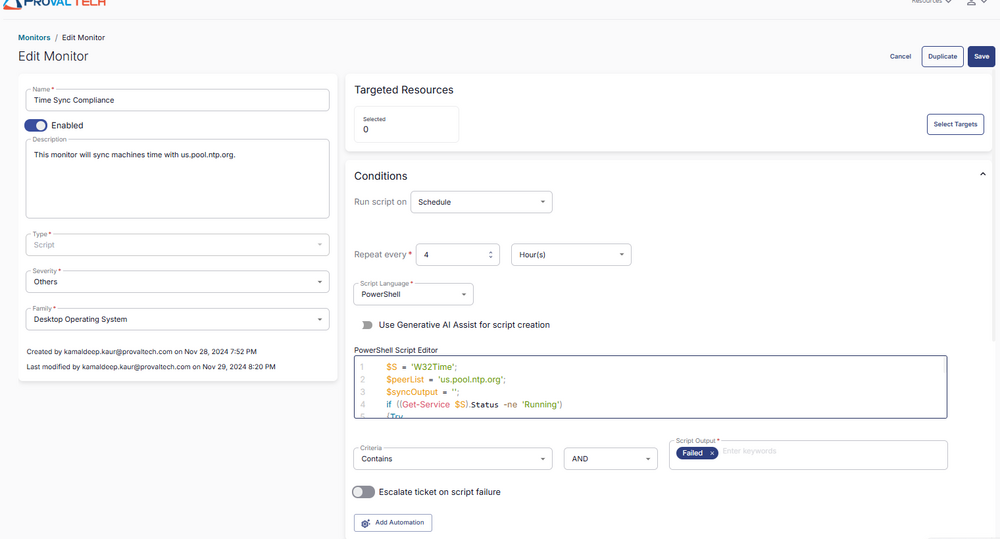 PROVAL TECH
Resources
Monitors / Edit Monitor
Edit Monitor
Cancel
Duplicate
Save
Name *
Time Sync Compliance
Enabled
Description
This monitor will sync machines time with us.pool.ntp.org.
Type *
Script
Severity *
Others
Family *
Desktop Operating System
Created by kamaldeep.kaur@provaltech.com on Nov 28, 2024 7:52 PM
Last modified by kamaldeep.kaur@provaltech.com on Nov 29, 2024 8:20 PM
Targeted Resources
Selected
0
Select Targets
Conditions
Run script on
Schedule
Repeat every *
4
Hour(s)
Script Language *
PowerShell
Use Generative AI Assist for script creation
PowerShell Script Editor
1 $S = 'W32Time';
2 $peerList = 'us.pool.ntp.org';
3 $syncOutput = '';
4 if ((Get-Service $S).Status -ne 'Running')
5 {Try
Criteria
Contains
AND
Script Output *
Failed ×
Enter keywords
Escalate ticket on script failure
Add Automation